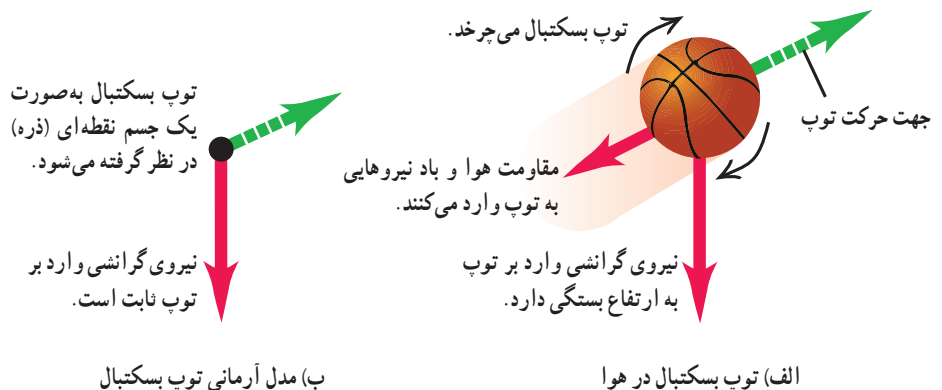 توپ بسکتبال می‌چرخد.
جهت حرکت توپ
مقاومت هوا و باد نیروهایی
به توپ وارد می‌کنند.
نیروی گرانشی وارد بر توپ
به ارتفاع بستگی دارد.
الف) توپ بسکتبال در هوا
توپ بسکتبال به‌صورت
یک جسم نقطه‌ای (ذره)
در نظر گرفته می‌شود.
نیروی گرانشی وارد بر
توپ ثابت است.
ب) مدل آرمانی توپ بسکتبال